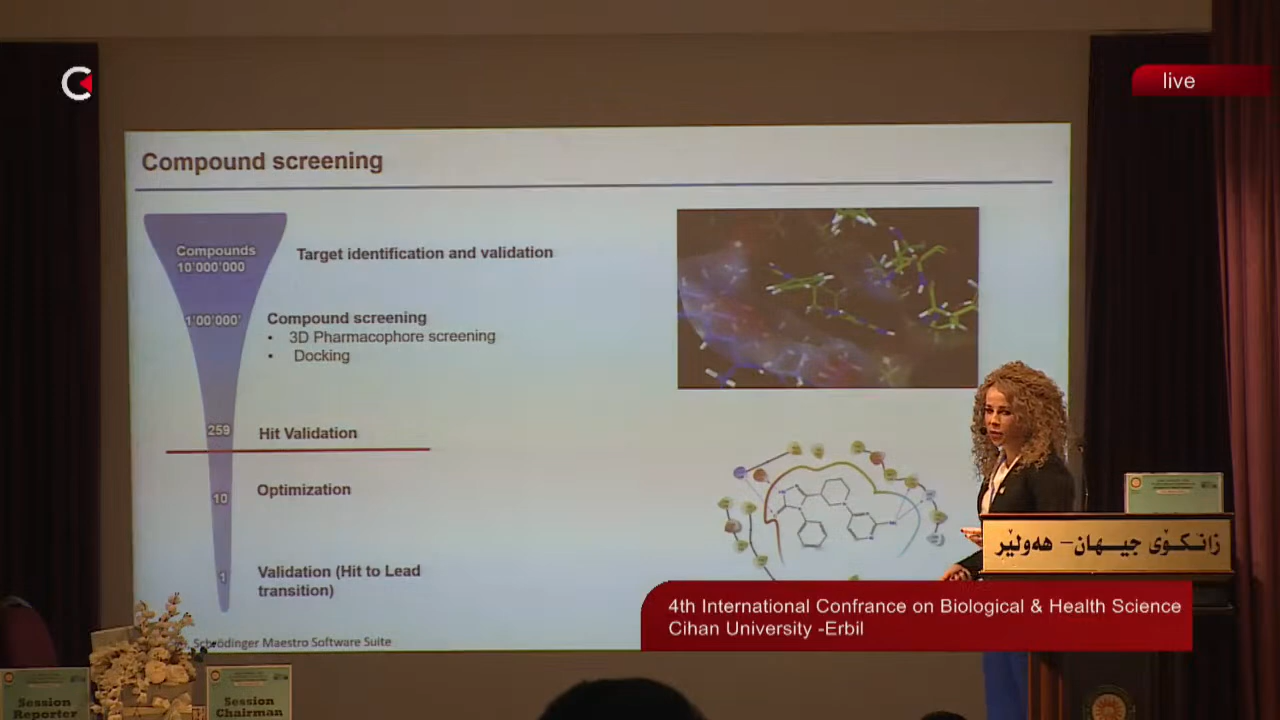 live
Compound screening
Compounds
10'000'000
Target identification and validation
1'00'000'
Compound screening
• 3D Pharmacophore screening
• Docking
259
Hit Validation
10
Optimization
1
Validation (Hit to Lead
transition)
Schrödinger Maestro Software Suite
زانکۆی جیهان - هەولێر
4th International Confrance on Biological & Health Science
Cihan University -Erbil
Session
Reporter
Session
Chairman